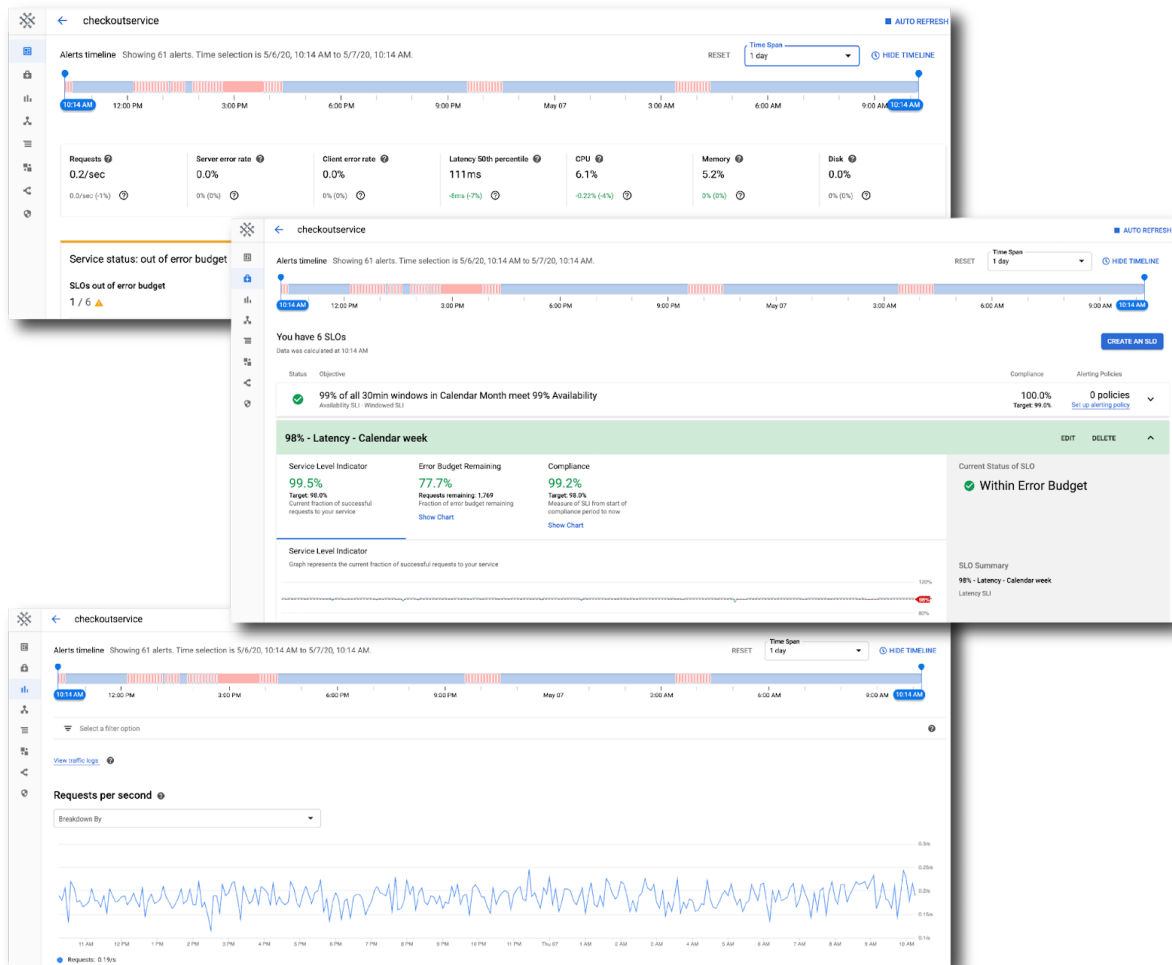 checkoutservice
AUTO REFRESH
Alerts timeline Showing 61 alerts. Time selection is 5/6/20, 10:14 AM to 5/7/20, 10:14 AM.
RESET
Time Span
1 day
HIDE TIMELINE
10:14 AM 12:00 PM 3:00 PM 6:00 PM 9:00 PM May 07 3:00 AM 6:00 AM 9:00 AM 10:14 AM
Requests Server error rate Client error rate Latency 50th percentile CPU Memory Disk
0.2/sec 0.0% 0.0% 111ms 6.1% 5.2% 0.0%
0.0/sec (-1%) 0% (0%) 0% (0%) -8ms (-7%) -0.22% (-4%) 0% (0%) 0% (0%)
Service status: out of error budget
SLOs out of error budget
1 / 6
checkoutservice
AUTO REFRESH
Alerts timeline Showing 61 alerts. Time selection is 5/6/20, 10:14 AM to 5/7/20, 10:14 AM.
RESET
Time Span
1 day
HIDE TIMELINE
10:14 AM 12:00 PM 3:00 PM 6:00 PM 9:00 PM May 07 3:00 AM 6:00 AM 9:00 AM 10:14 AM
You have 6 SLOs
CREATE AN SLO
Data was calculated at 10:14 AM
Status Objective Compliance Alerting Policies
99% of all 30min windows in Calendar Month meet 99% Availability 100.0% 0 policies
Availability SLI - Windowed SLI Target: 99.0% Set up alerting policy
98% - Latency - Calendar week EDIT DELETE
Service Level Indicator Error Budget Remaining Compliance
99.5% 77.7% 99.2%
Target: 98.0% Requests remaining: 1,769 Target: 98.0%
Current fraction of successful Fraction of error budget remaining Measure of SLI from start of
requests to your service Show Chart compliance period to now
Show Chart
Current Status of SLO
Within Error Budget
Service Level Indicator
Graph represents the current fraction of successful requests to your service
120%
98%
80%
SLO Summary
98% - Latency - Calendar week
Latency SLI
checkoutservice
Alerts timeline Showing 61 alerts. Time selection is 5/6/20, 10:14 AM to 5/7/20, 10:14 AM.
RESET
Time Span
1 day
HIDE TIMELINE
10:14 AM 12:00 PM 3:00 PM 6:00 PM 9:00 PM May 07 3:00 AM 6:00 AM 9:00 AM 10:14 AM
Select a filter option
View traffic logs
Requests per second
Breakdown By
0.3/s
0.25/s
0.2/s
0.15/s
0.1/s
11 AM 12 PM 1 PM 2 PM 3 PM 4 PM 5 PM 6 PM 7 PM 8 PM 9 PM 10 PM 11 PM Thu 07 1 AM 2 AM 3 AM 4 AM 5 AM 6 AM 7 AM 8 AM 9 AM 10 AM
Requests: 0.19/s